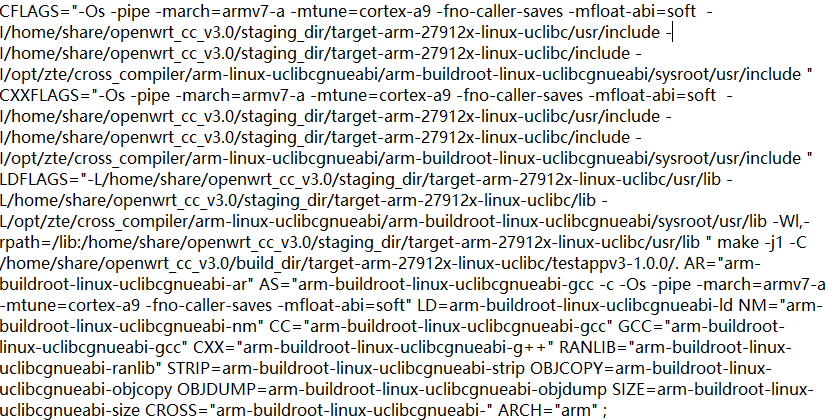 CFLAGS="-Os -pipe -march=armv7-a -mtune=cortex-a9 -fno-caller-saves -mfloat-abi=soft  -
I/home/share/openwrt_cc_v3.0/staging_dir/target-arm-27912x-linux-uclibc/usr/include -
I/home/share/openwrt_cc_v3.0/staging_dir/target-arm-27912x-linux-uclibc/include -
I/opt/zte/cross_compiler/arm-linux-uclibcgnueabi/arm-buildroot-linux-uclibcgnueabi/sysroot/usr/include "
CXXFLAGS="-Os -pipe -march=armv7-a -mtune=cortex-a9 -fno-caller-saves -mfloat-abi=soft  -
I/home/share/openwrt_cc_v3.0/staging_dir/target-arm-27912x-linux-uclibc/usr/include -
I/home/share/openwrt_cc_v3.0/staging_dir/target-arm-27912x-linux-uclibc/include -
I/opt/zte/cross_compiler/arm-linux-uclibcgnueabi/arm-buildroot-linux-uclibcgnueabi/sysroot/usr/include "
LDFLAGS="-L/home/share/openwrt_cc_v3.0/staging_dir/target-arm-27912x-linux-uclibc/usr/lib -
L/home/share/openwrt_cc_v3.0/staging_dir/target-arm-27912x-linux-uclibc/lib -
L/opt/zte/cross_compiler/arm-linux-uclibcgnueabi/arm-buildroot-linux-uclibcgnueabi/sysroot/usr/lib -Wl,-
rpath=/lib:/home/share/openwrt_cc_v3.0/staging_dir/target-arm-27912x-linux-uclibc/usr/lib " make -j1 -C
/home/share/openwrt_cc_v3.0/build_dir/target-arm-27912x-linux-uclibc/testappv3-1.0.0/. AR="arm-
buildroot-linux-uclibcgnueabi-ar" AS="arm-buildroot-linux-uclibcgnueabi-gcc -c -Os -pipe -march=armv7-a
-mtune=cortex-a9 -fno-caller-saves -mfloat-abi=soft" LD=arm-buildroot-linux-uclibcgnueabi-ld NM="arm-
buildroot-linux-uclibcgnueabi-nm" CC="arm-buildroot-linux-uclibcgnueabi-gcc" GCC="arm-buildroot-
linux-uclibcgnueabi-gcc" CXX="arm-buildroot-linux-uclibcgnueabi-g++" RANLIB="arm-buildroot-linux-
uclibcgnueabi-ranlib" STRIP=arm-buildroot-linux-uclibcgnueabi-strip OBJCOPY=arm-buildroot-linux-
uclibcgnueabi-objcopy OBJDUMP=arm-buildroot-linux-uclibcgnueabi-objdump SIZE=arm-buildroot-linux-
uclibcgnueabi-size CROSS="arm-buildroot-linux-uclibcgnueabi-" ARCH="arm" ;